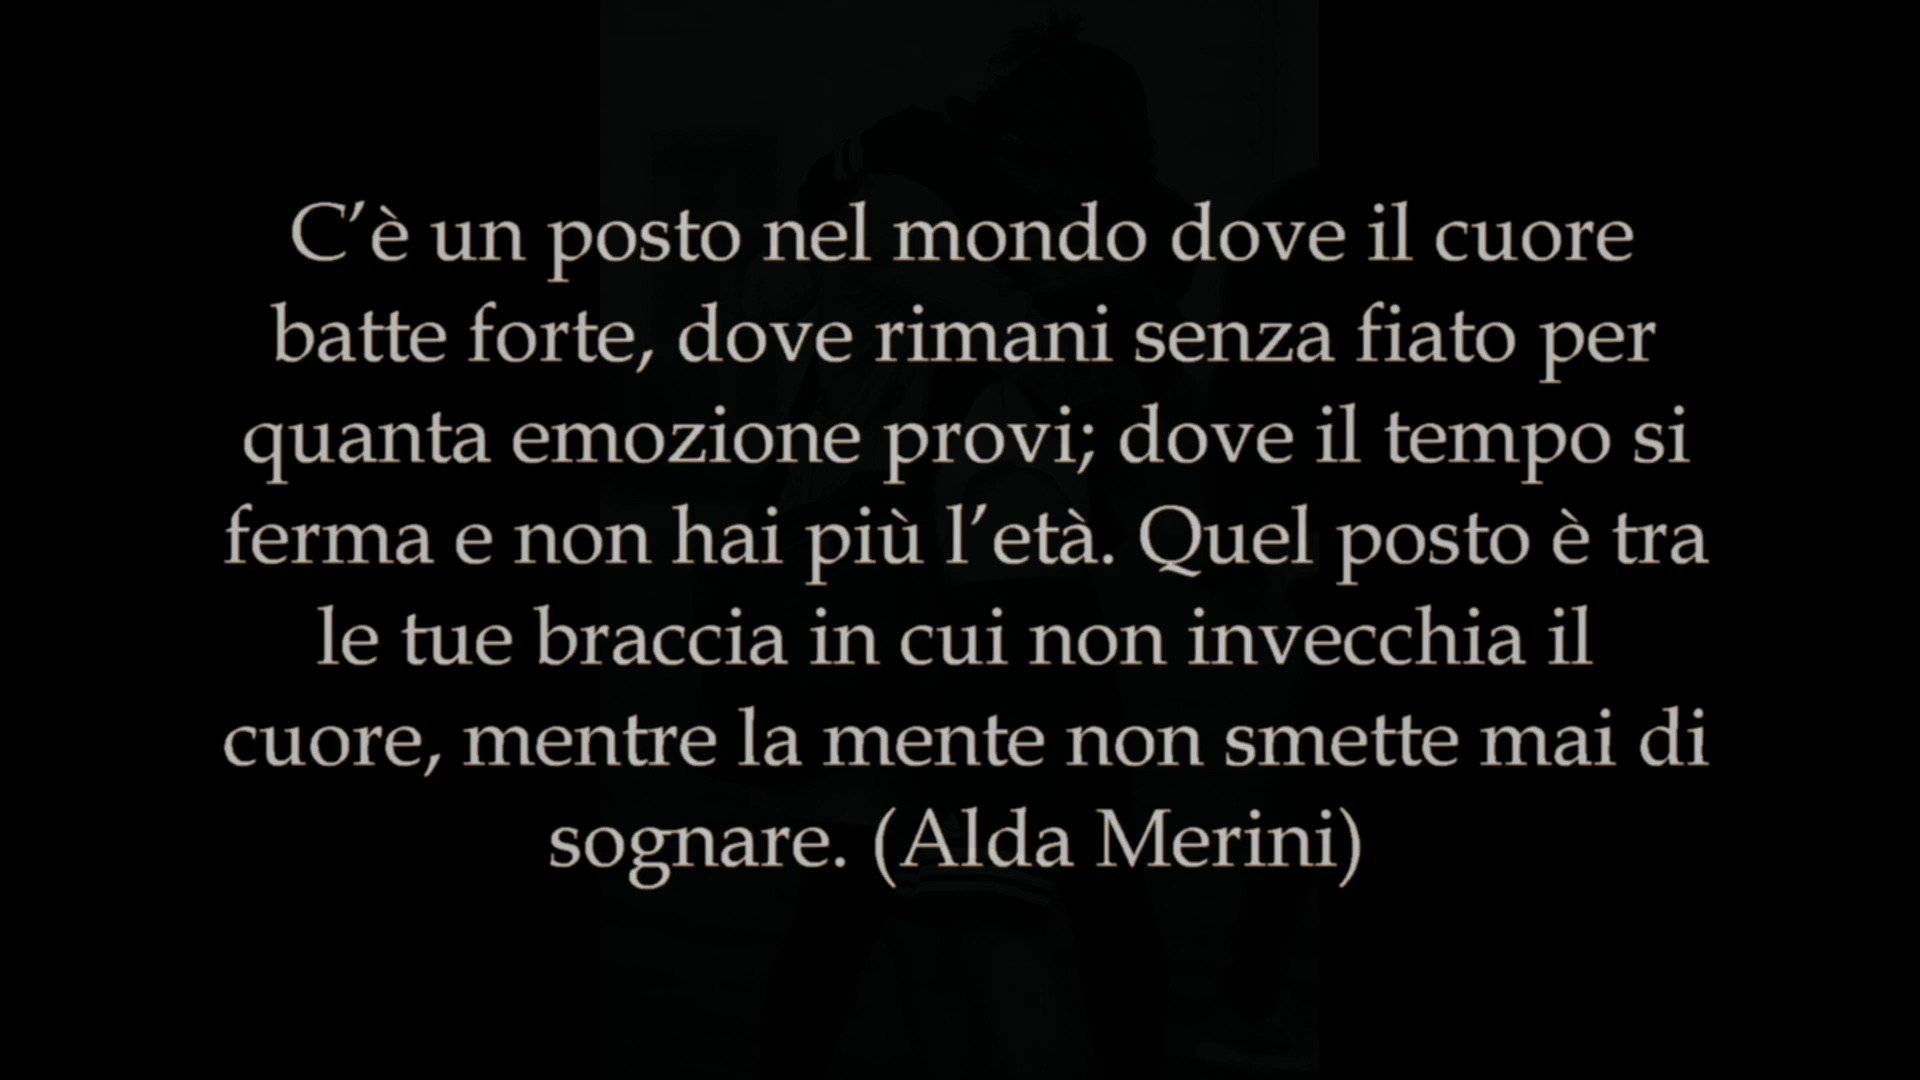 C’è un posto nel mondo dove il cuore
batte forte, dove rimani senza fiato per
quanta emozione provi; dove il tempo si
ferma e non hai più l’età. Quel posto è tra
le tue braccia in cui non invecchia il
cuore, mentre la mente non smette mai di
sognare. (Alda Merini)